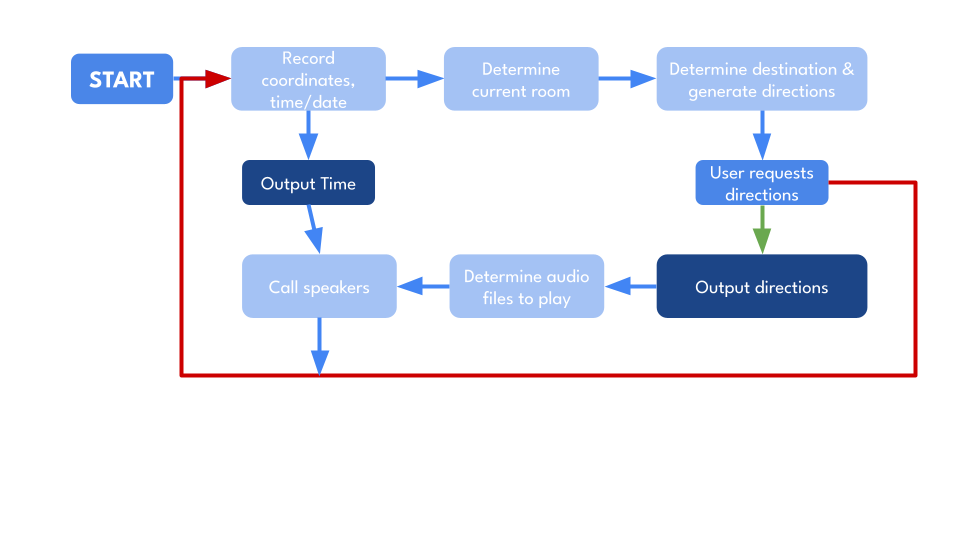 START
Record
coordinates,
time/date
Determine
current room
Determine destination &
generate directions
Output Time
User requests
directions
Call speakers
Determine audio
files to play
Output directions